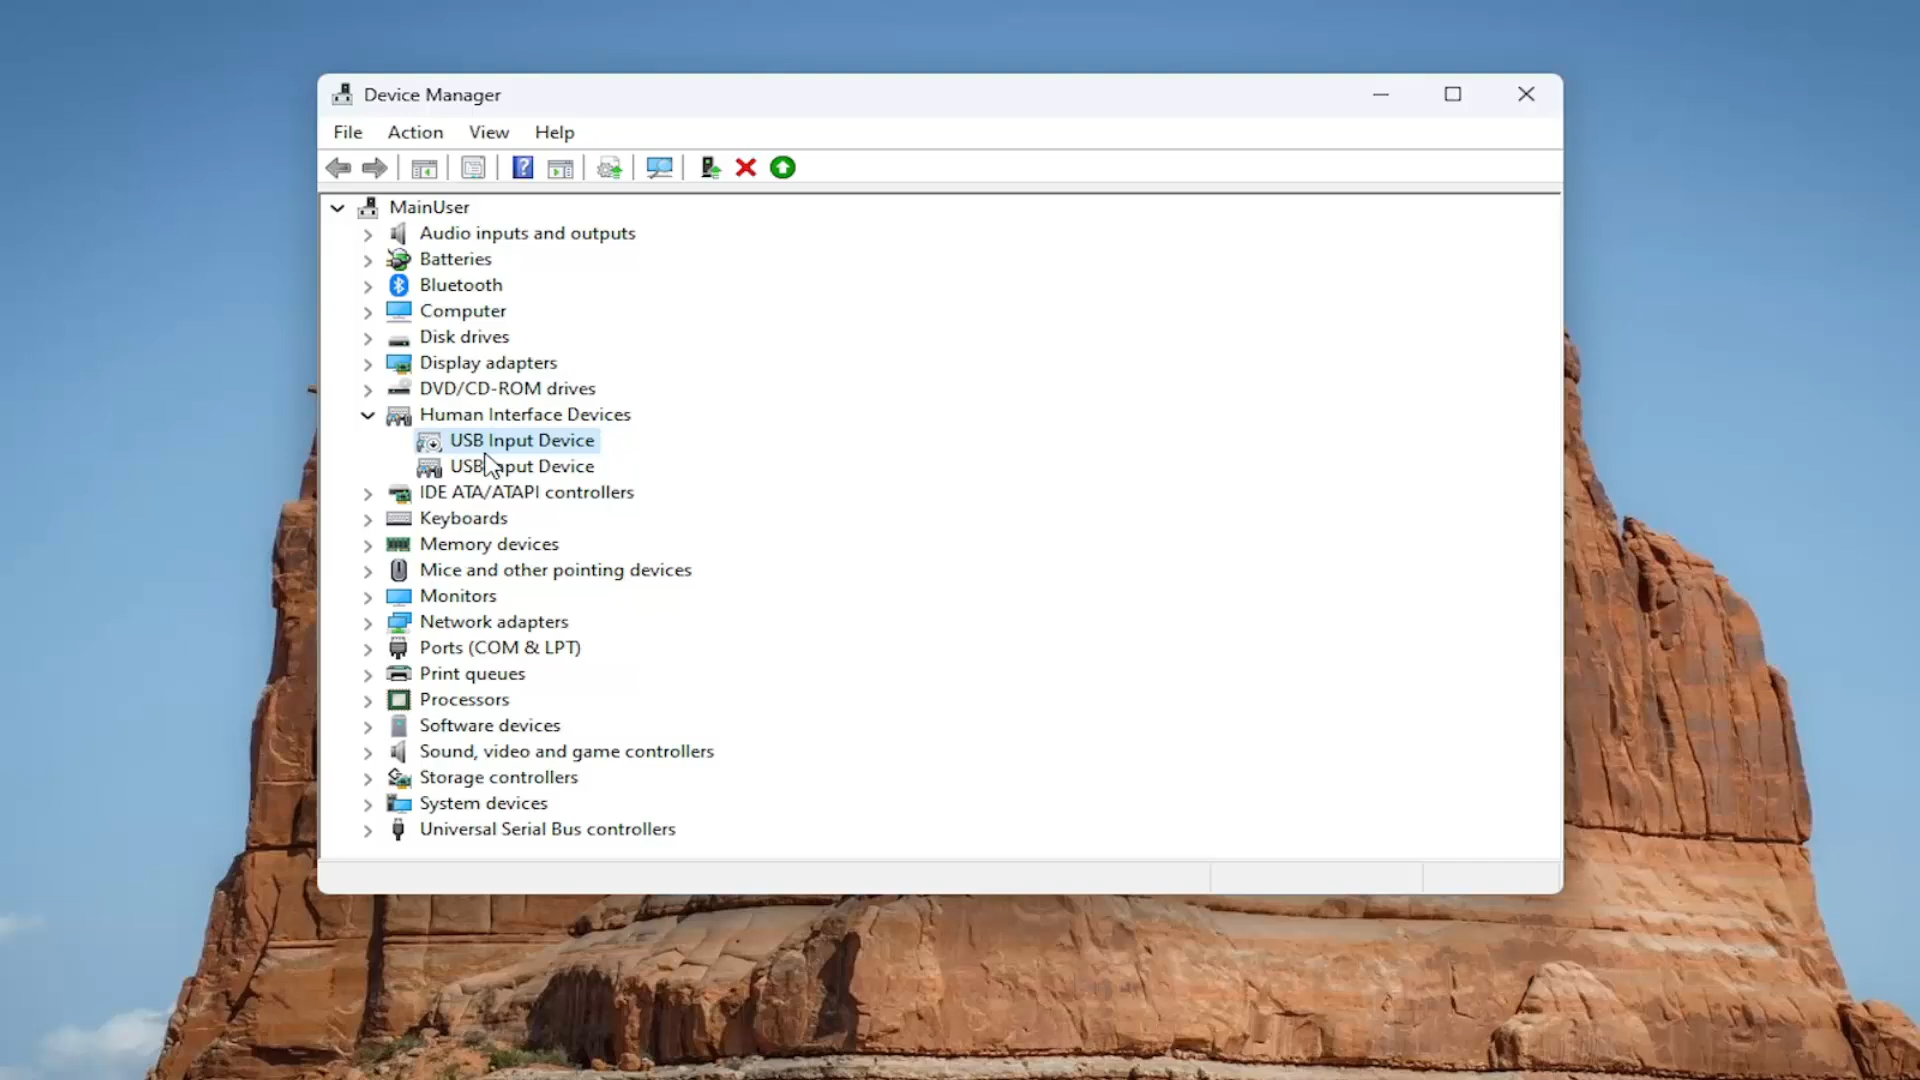 Device Manager
File Action View Help
MainUser
Audio inputs and outputs
Batteries
Bluetooth
Computer
Disk drives
Display adapters
DVD/CD-ROM drives
Human Interface Devices
USB Input Device
USB Input Device
IDE ATA/ATAPI controllers
Keyboards
Memory devices
Mice and other pointing devices
Monitors
Network adapters
Ports (COM & LPT)
Print queues
Processors
Software devices
Sound, video and game controllers
Storage controllers
System devices
Universal Serial Bus controllers